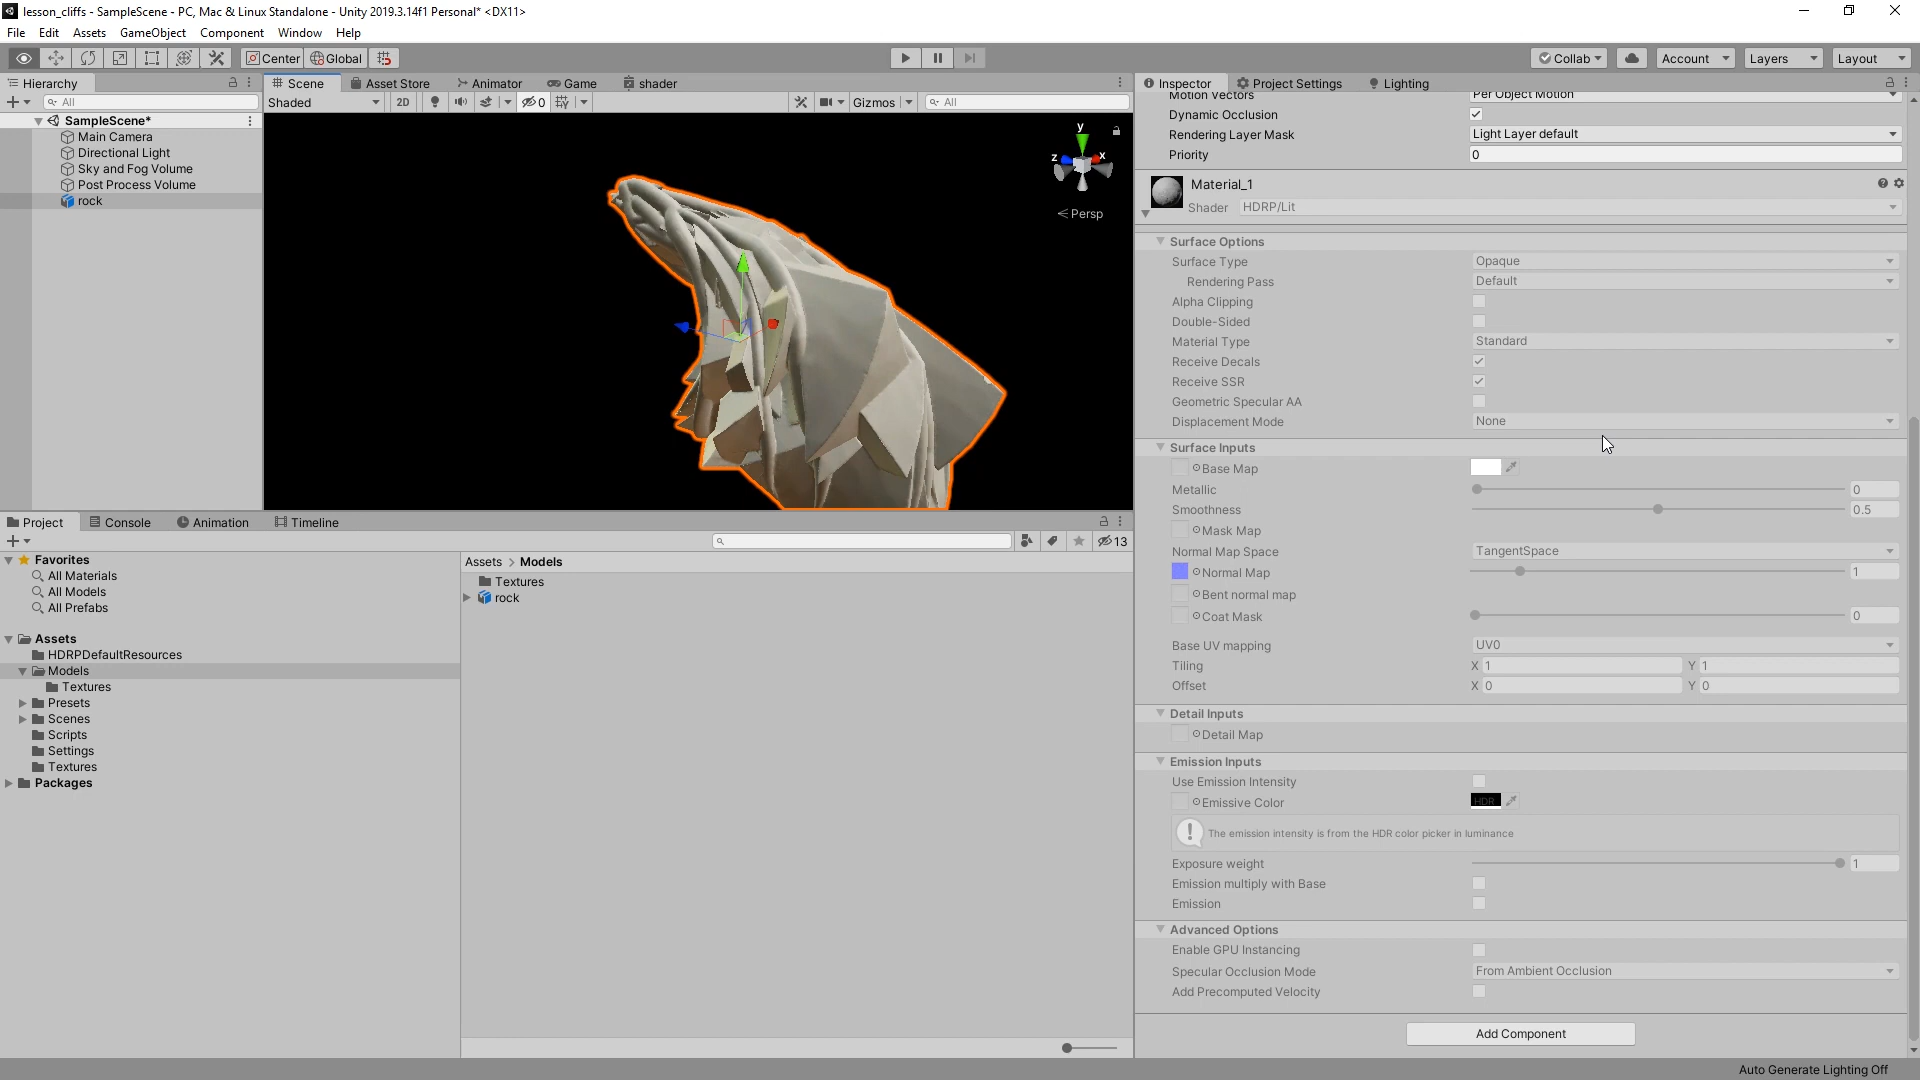 lesson_cliffs - SampleScene - PC, Mac & Linux Standalone - Unity 2019.3.14f1 Personal* <DX11>
File Edit Assets GameObject Component Window Help
Center Global Collab Account Layers Layout
Hierarchy
All
SampleScene*
Main Camera
Directional Light
Sky and Fog Volume
Post Process Volume
rock
Scene Asset Store Animator Game shader
Shaded 2D 0 Gizmos All
y
z x
Persp
Project Console Animation Timeline
13
Favorites
All Materials
All Models
All Prefabs
Assets
HDRPDefaultResources
Models
Textures
Presets
Scenes
Scripts
Settings
Textures
Packages
Assets > Models
Textures
rock
Inspector Project Settings Lighting
Motion Vectors Per Object Motion
Dynamic Occlusion
Rendering Layer Mask Light Layer default
Priority 0
Material_1
Shader HDRP/Lit
Surface Options
Surface Type Opaque
Rendering Pass Default
Alpha Clipping
Double-Sided
Material Type Standard
Receive Decals
Receive SSR
Geometric Specular AA
Displacement Mode None
Surface Inputs
Base Map
Metallic 0
Smoothness 0.5
Mask Map
Normal Map Space TangentSpace
Normal Map 1
Bent normal map
Coat Mask 0
Base UV mapping UV0
Tiling X 1 Y 1
Offset X 0 Y 0
Detail Inputs
Detail Map
Emission Inputs
Use Emission Intensity
Emissive Color HDR
The emission intensity is from the HDR color picker in luminance
Exposure weight 1
Emission multiply with Base
Emission
Advanced Options
Enable GPU Instancing
Specular Occlusion Mode From Ambient Occlusion
Add Precomputed Velocity
Add Component
Auto Generate Lighting Off